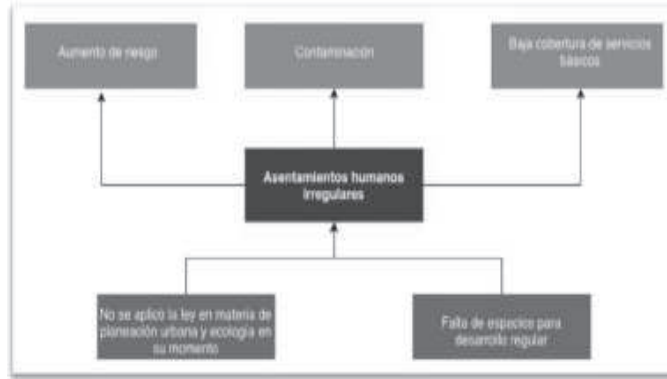 Aumento de riesgo
Contaminación
Baja cobertura de servicios
básicos
Asentamientos humanos
irregulares
No se aplicó la ley en materia de
planeación urbana y ecología en
su momento
Falta de espacios para
desarrollo regular